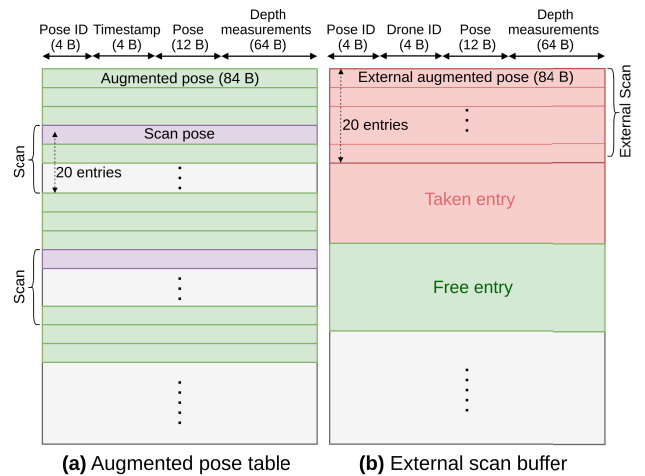 Pose ID
(4 B)
Timestamp
(4 B)
Pose
(12 B)
Depth
measurements
(64 B)
Augmented pose (84 B)
Scan pose
20 entries
Scan
Scan
(a) Augmented pose table
Pose ID
(4 B)
Drone ID
(4 B)
Pose
(12 B)
Depth
measurements
(64 B)
External augmented pose (84 B)
20 entries
External Scan
Taken entry
Free entry
(b) External scan buffer